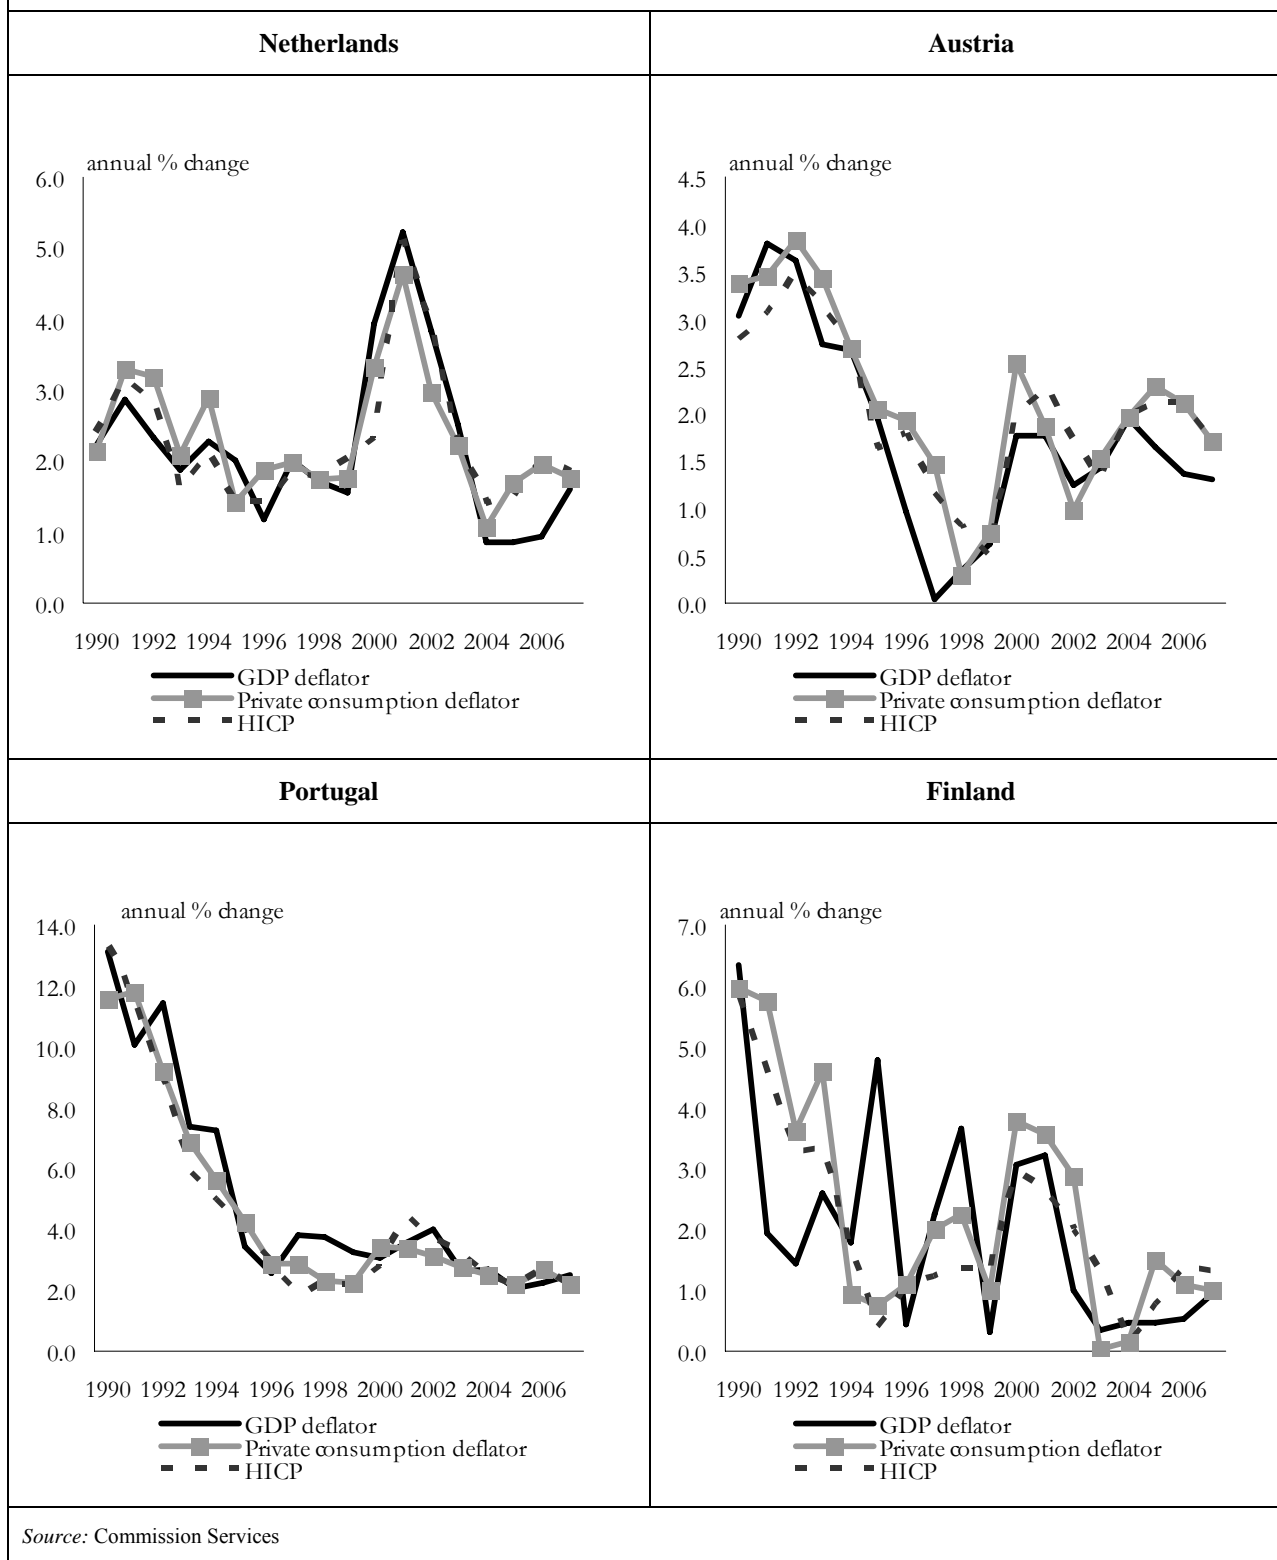 Netherlands
annual % change
6.0
5.0
4.0
3.0
2.0
1.0
0.0
1990 1992 1994 1996 1998 2000 2002 2004 2006
GDP deflator
Private consumption deflator
HICP
Austria
annual % change
4.5
4.0
3.5
3.0
2.5
2.0
1.5
1.0
0.5
0.0
1990 1992 1994 1996 1998 2000 2002 2004 2006
GDP deflator
Private consumption deflator
HICP
Portugal
annual % change
14.0
12.0
10.0
8.0
6.0
4.0
2.0
0.0
1990 1992 1994 1996 1998 2000 2002 2004 2006
GDP deflator
Private consumption deflator
HICP
Finland
annual % change
7.0
6.0
5.0
4.0
3.0
2.0
1.0
0.0
1990 1992 1994 1996 1998 2000 2002 2004 2006
GDP deflator
Private consumption deflator
HICP
Source: Commission Services